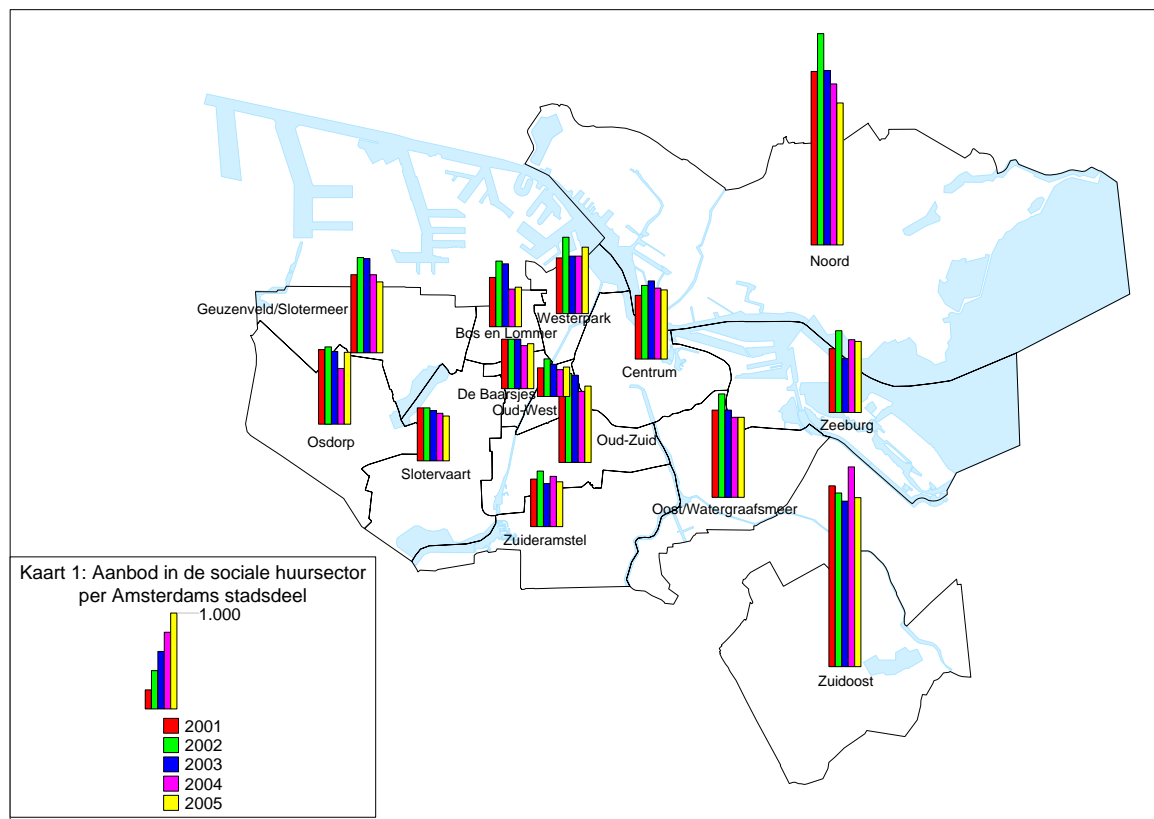 Noord
Geuzenveld/Slotermeer
Westerpark
Bos en Lommer
Centrum
De Baarsjes
Oud-West
Osdorp
Zeeburg
Oud-Zuid
Slotervaart
Oost/Watergraafsmeer
Zuideramstel
Zuidoost
Kaart 1: Aanbod in de sociale huursector
per Amsterdams stadsdeel
1.000
2001
2002
2003
2004
2005